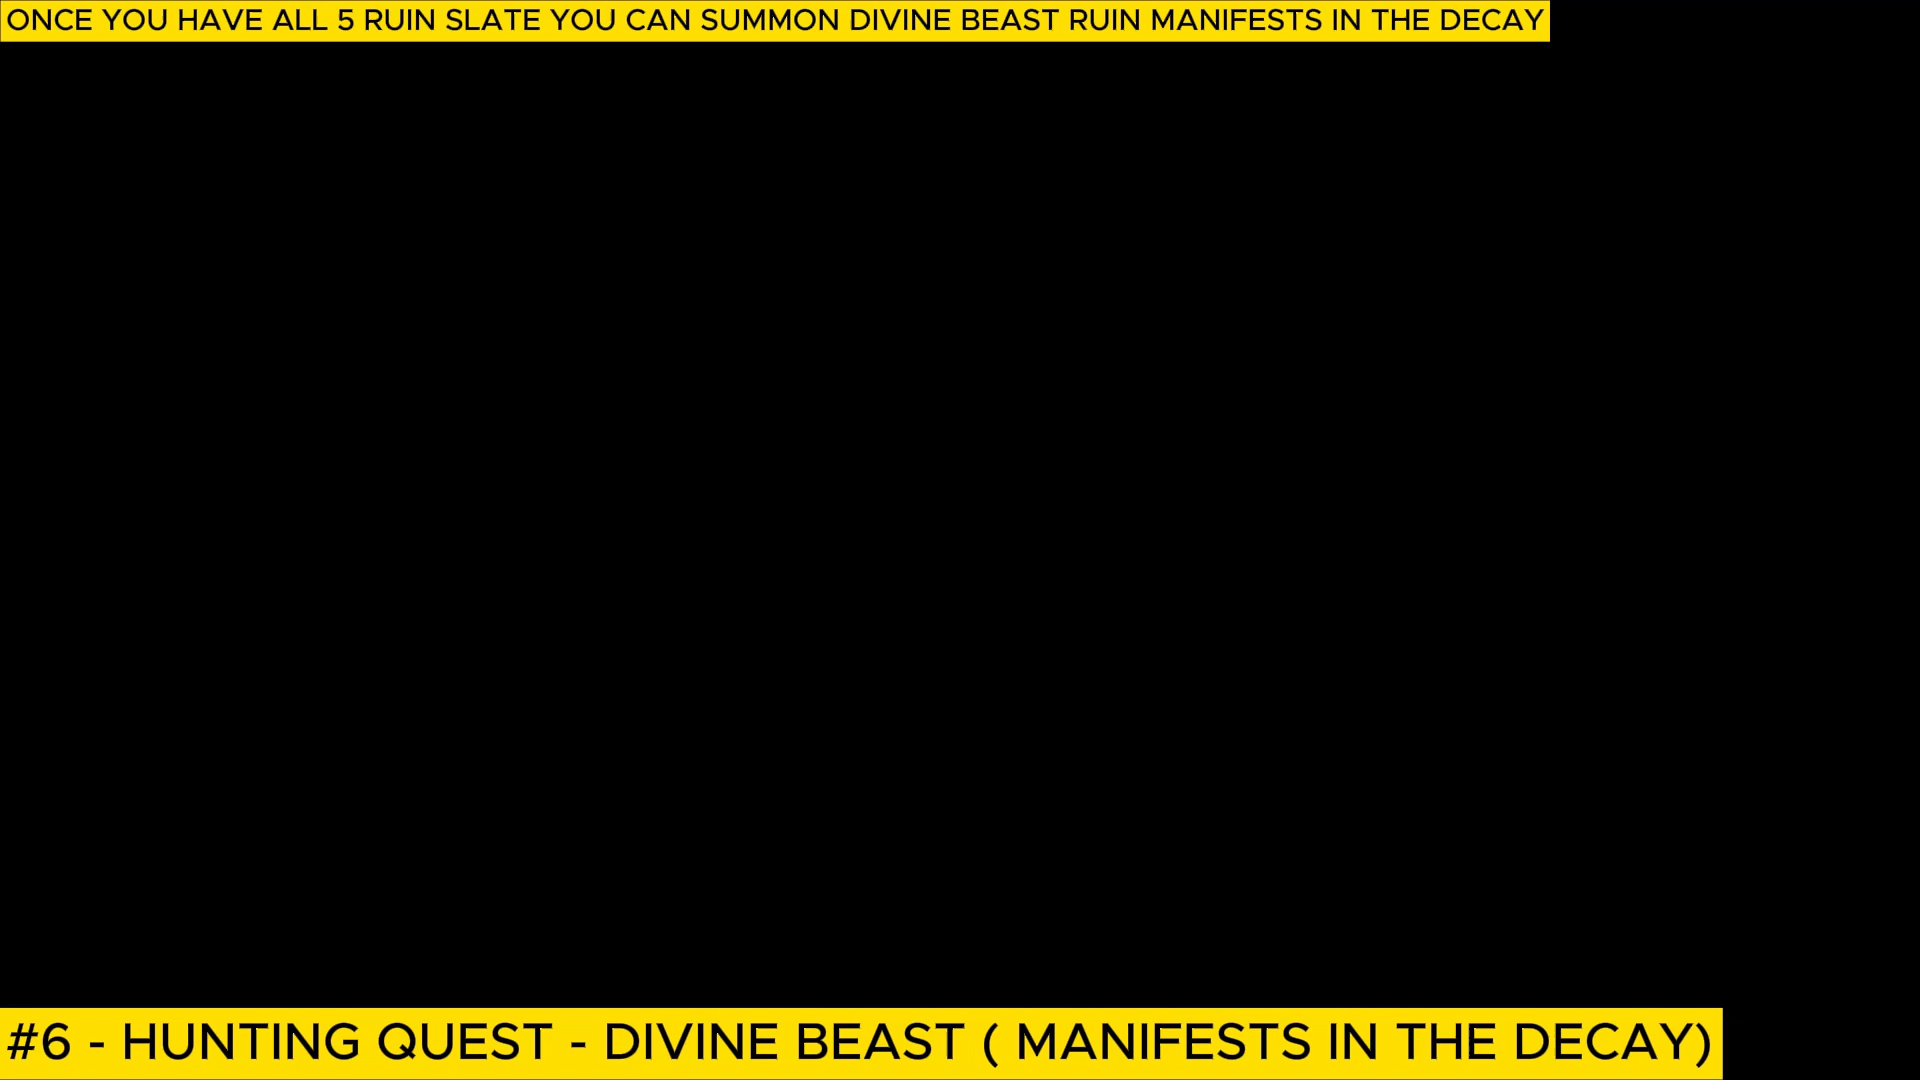 ONCE YOU HAVE ALL 5 RUIN SLATE YOU CAN SUMMON DIVINE BEAST RUIN MANIFESTS IN THE DECAY
#6 - HUNTING QUEST - DIVINE BEAST ( MANIFESTS IN THE DECAY)